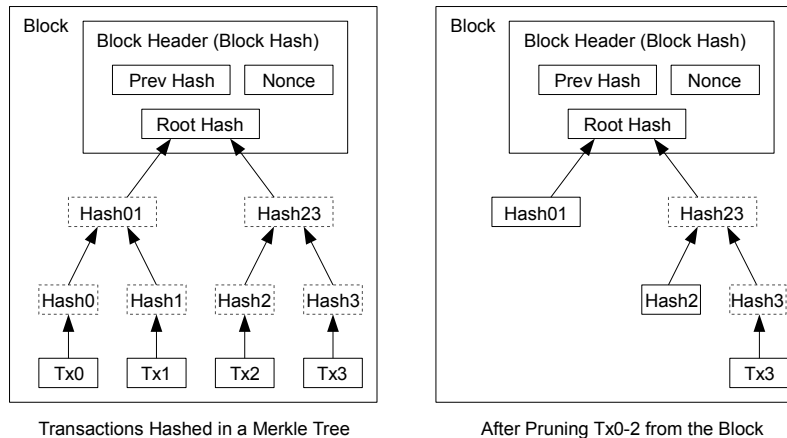 Block
Block Header (Block Hash)
Prev Hash
Nonce
Root Hash
Hash01
Hash23
Hash0
Hash1
Hash2
Hash3
Tx0
Tx1
Tx2
Tx3
Transactions Hashed in a Merkle Tree
Block
Block Header (Block Hash)
Prev Hash
Nonce
Root Hash
Hash01
Hash23
Hash2
Hash3
Tx3
After Pruning Tx0-2 from the Block